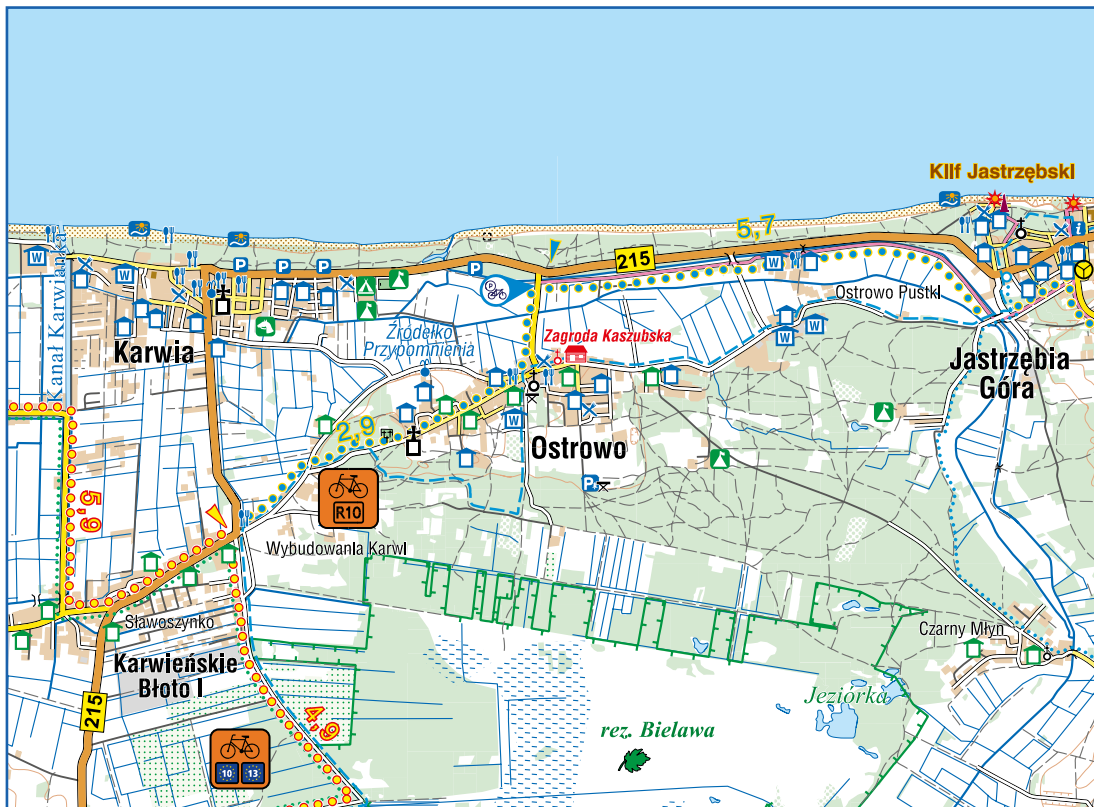 KlIf JastrzębskI
5,7
215
P
P
P
P
P
i
W
W
W
W
W
W
Kanał Karwianka
Karwia
Źródełko
Przypomnienia
Zagroda Kaszubska
Ostrowo PustkI
Jastrzębia
Góra
2,9
Ostrowo
P
R10
5,9
Wybudowania KarwI
Sławoszynko
Karwieńskie
Błoto I
Czarny Młyn
Jeziórka
215
4,9
rez. Bielawa
10 13